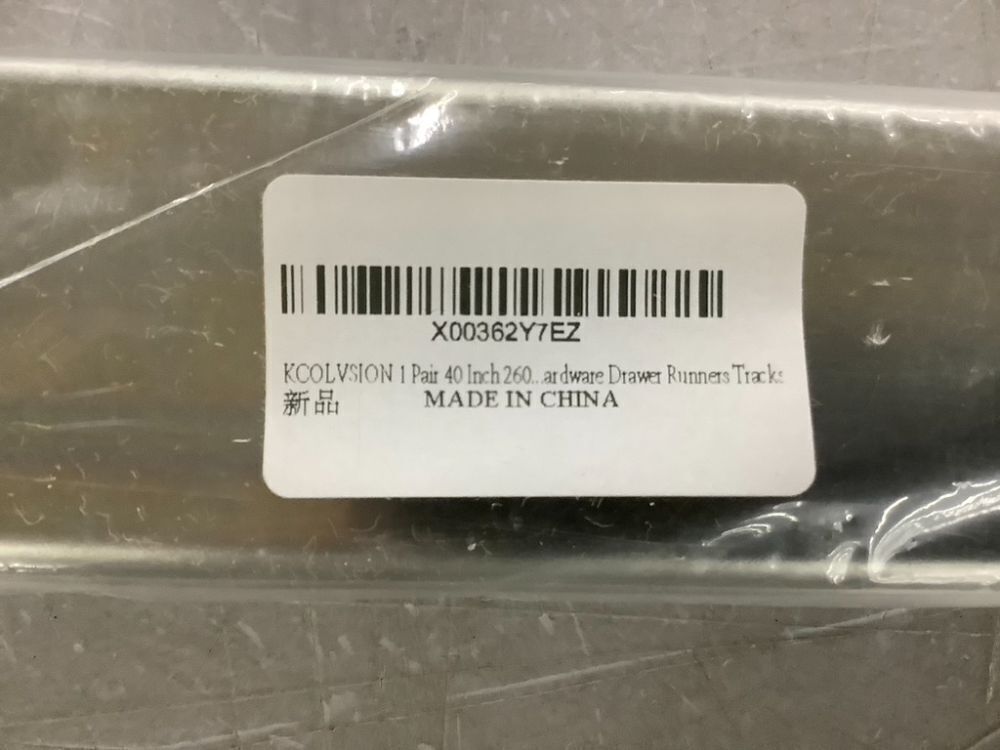 X00362Y7EZ
KCOLVSION 1 Pair 40 Inch 260...ardware Drawer Runners Tracks
新品 MADE IN CHINA